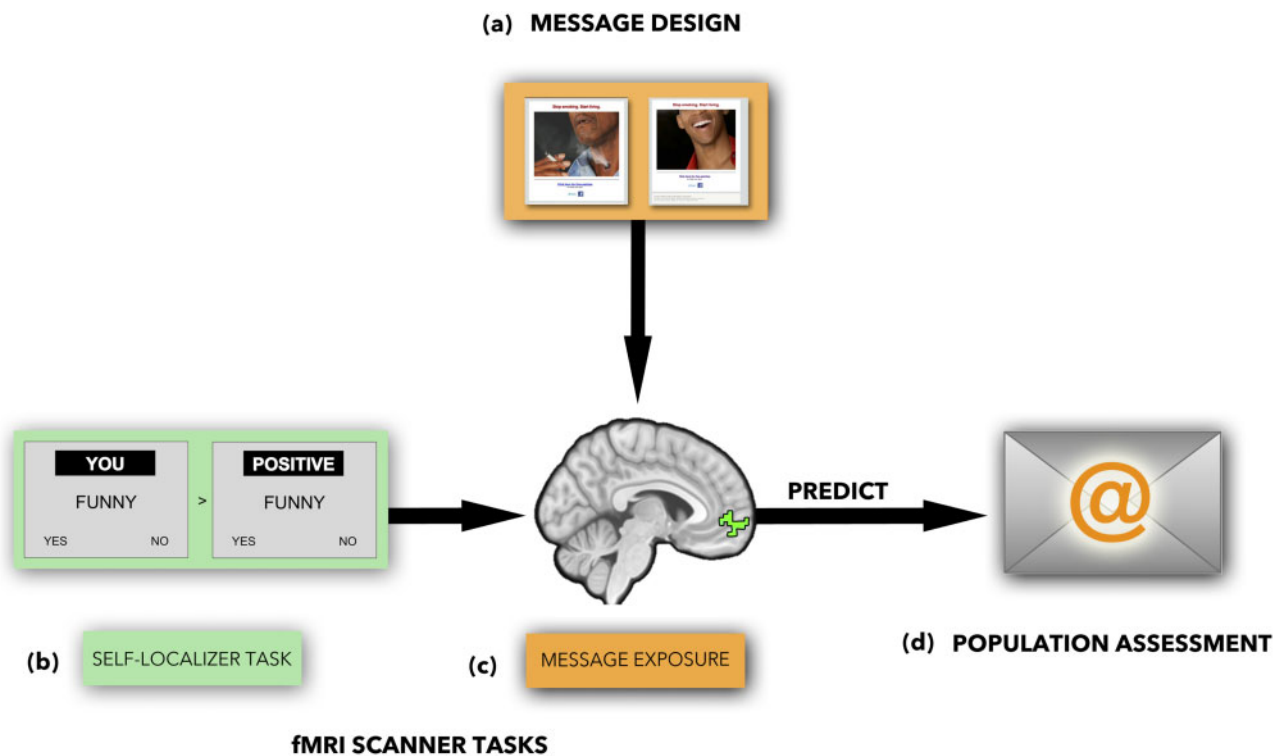 (a) MESSAGE DESIGN
Stop smoking. Start living.
Stop smoking. Start living.
YOU
FUNNY
YES NO
>
POSITIVE
FUNNY
YES NO
PREDICT
@
(b) SELF-LOCALIZER TASK
(c) MESSAGE EXPOSURE
(d) POPULATION ASSESSMENT
fMRI SCANNER TASKS